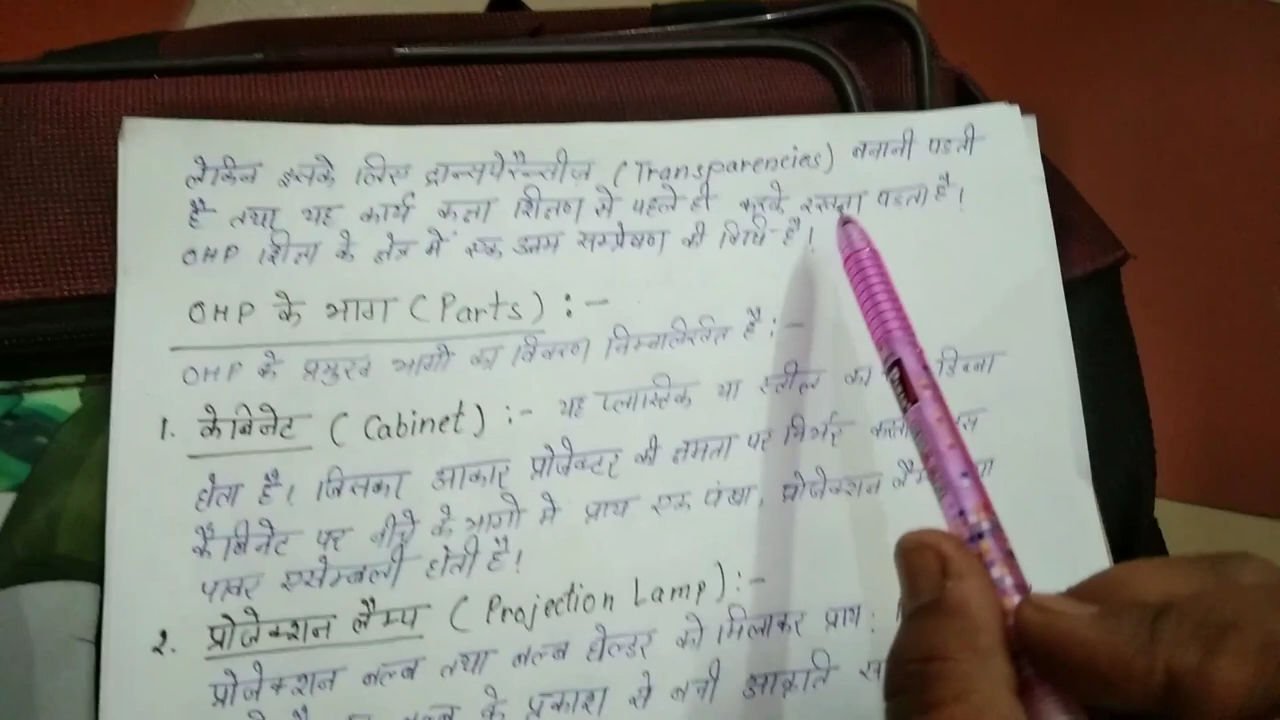 लेकिन इसके लिए ट्रान्सपेरैन्सीज (Transparencies) बनानी पडती
है तथा यह कार्य कक्षा शिक्षण से पहले ही करके रखना पडता है।
OHP शिक्षा के क्षेत्र में एक उत्तम सम्प्रेषण की विधि है।
OHP के भाग (Parts) :-
OHP के प्रमुख भागों का विवरण निम्नलिखित है :-
1. केबिनेट (Cabinet) :- यह प्लास्टिक या स्टील का डिब्बा
होता है। जिसका आकार प्रोजेक्टर की क्षमता पर निर्भर
कैबिनेट पर नीचे के भागो मे प्राय एक पंखा, प्रोजेक्शन
पावर एसेम्बली होती है।
2. प्रोजेक्शन लैम्प (Projection Lamp) :-
प्रोजेक्शन बल्ब तथा बल्ब होल्डर को मिलाकर प्राय:
के प्रकाश से बनी आकृति